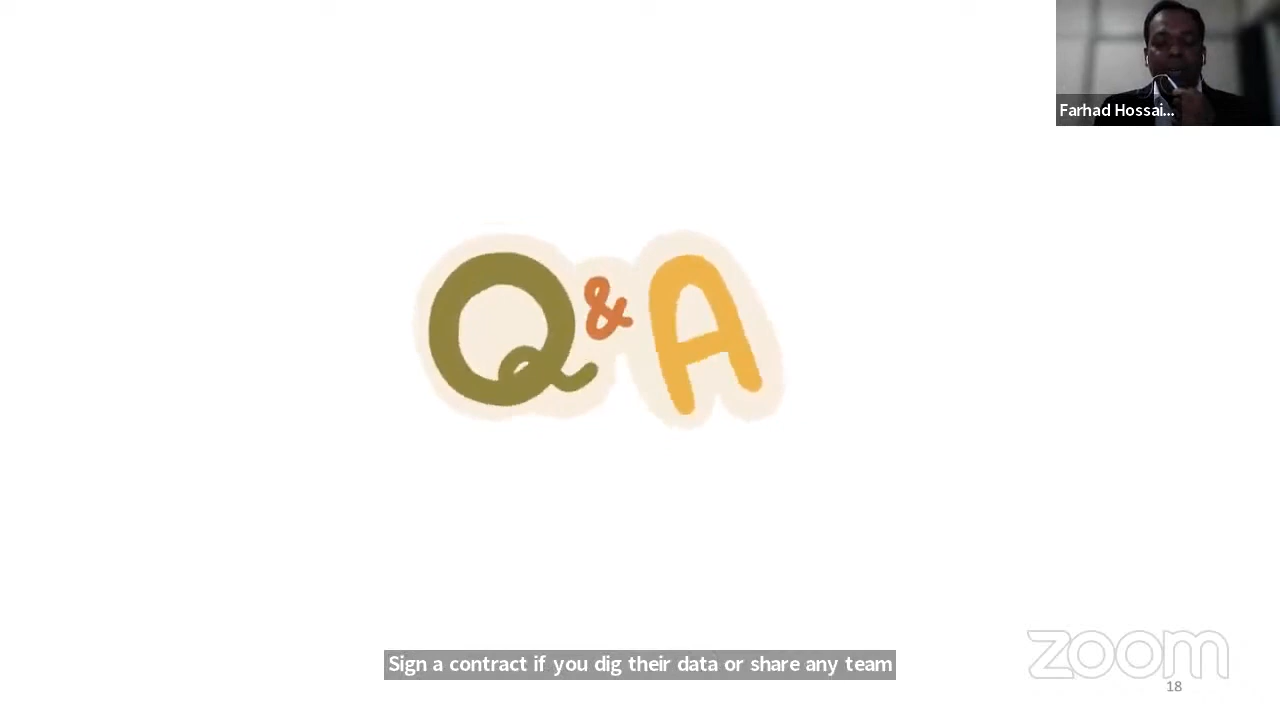 Farhad Hossai...
Q & A
Sign a contract if you dig their data or share any team
zoom
18